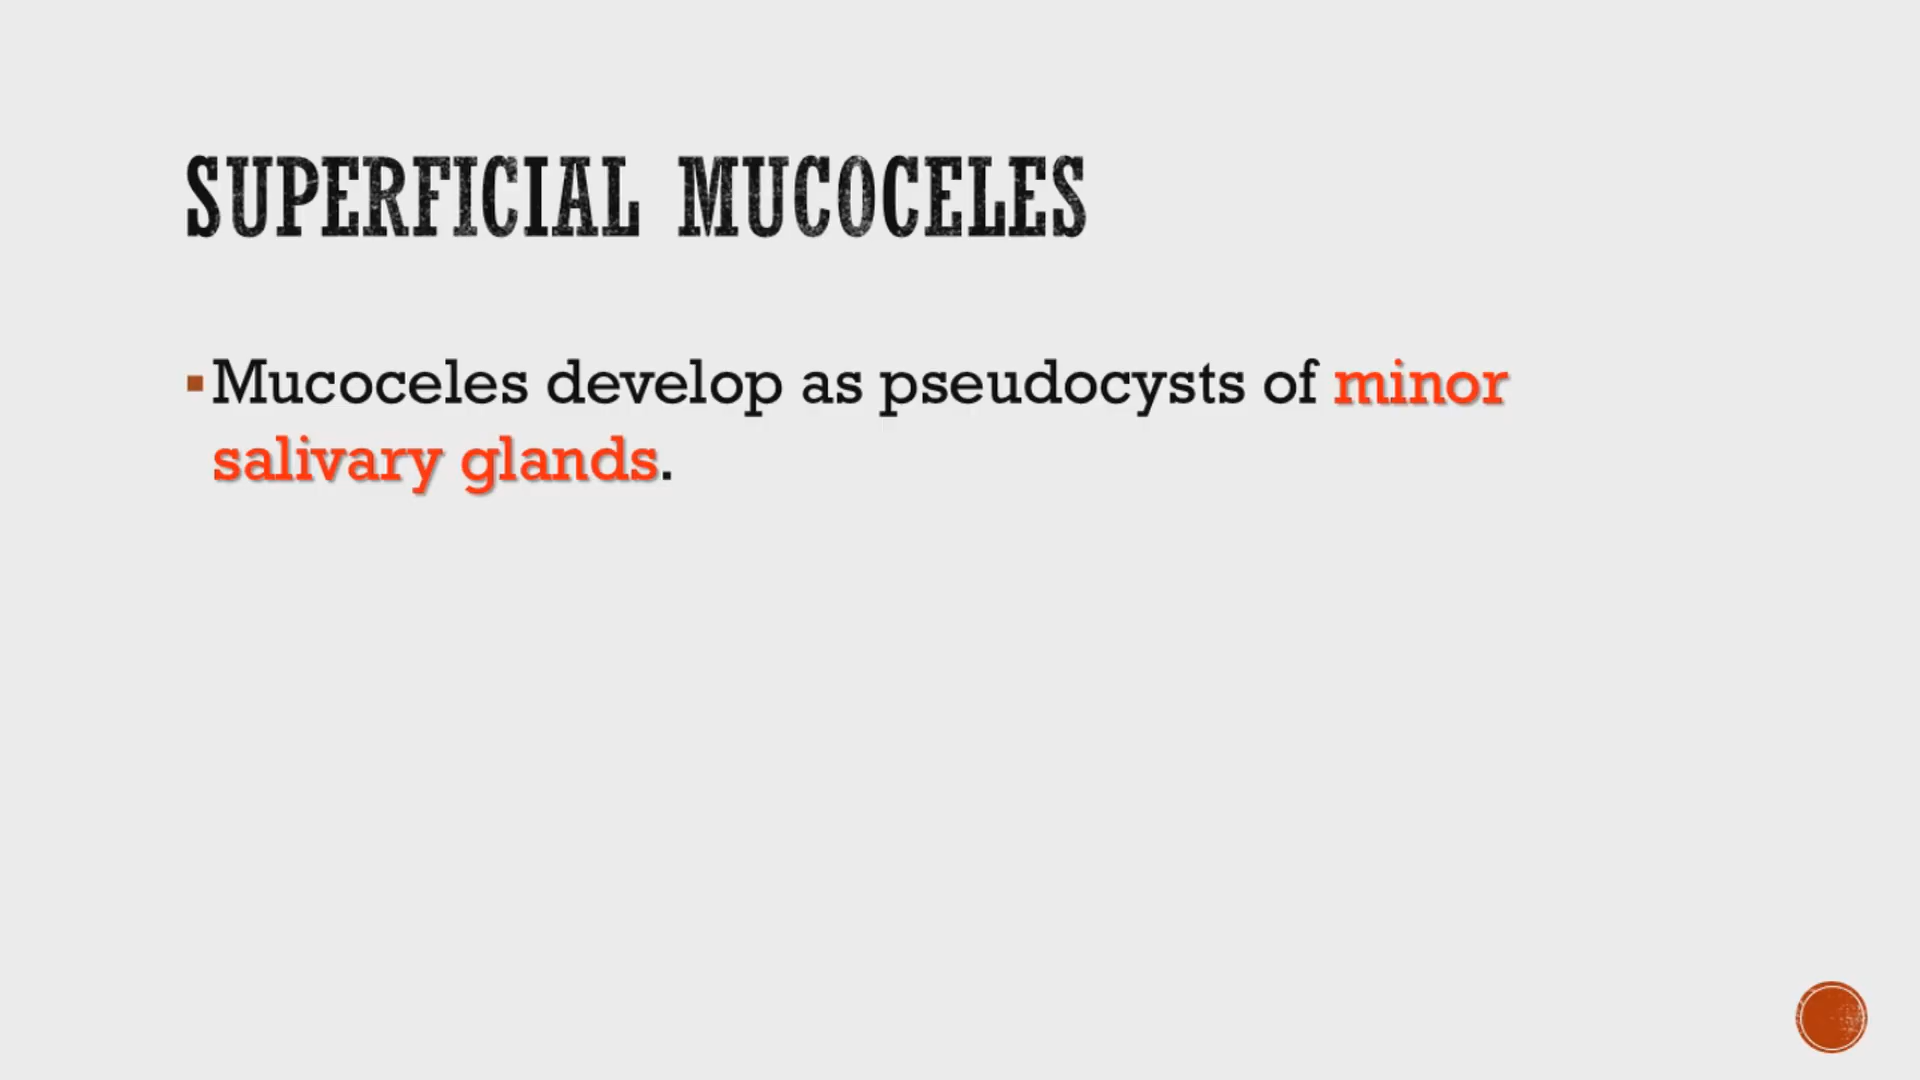 SUPERFICIAL MUCOCELES
▪Mucoceles develop as pseudocysts of minor
salivary glands.